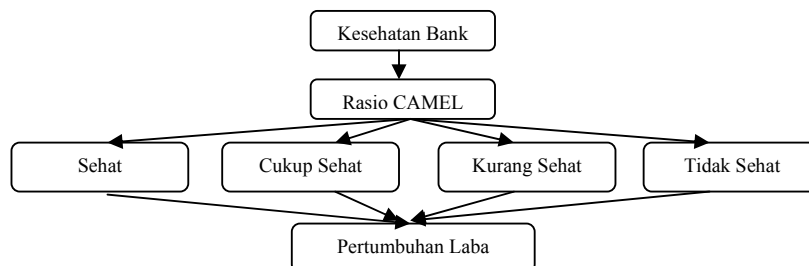 Kesehatan Bank
Rasio CAMEL
Sehat
Cukup Sehat
Kurang Sehat
Tidak Sehat
Pertumbuhan Laba